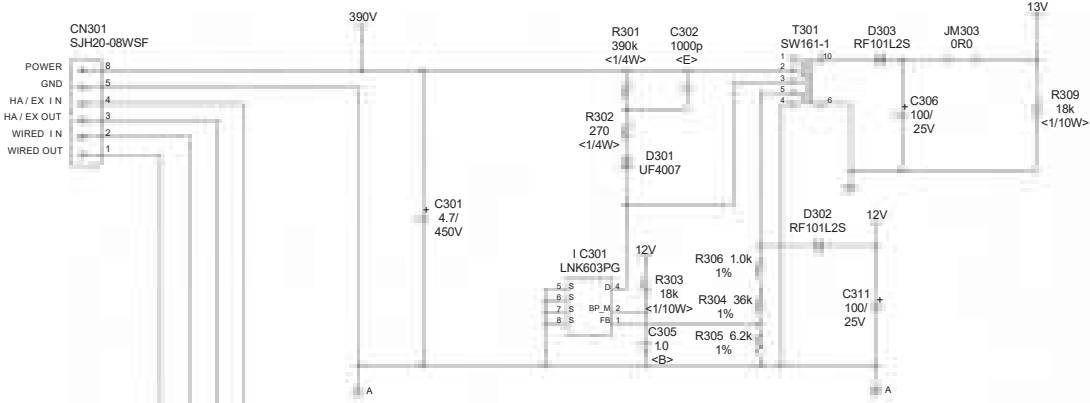 CN301
SJH20-08WSF
POWER 8
GND 5
HA / EX I N 4
HA / EX OUT 3
WIRED I N 2
WIRED OUT 1
390V
C301
4.7/
450V
R301
390k
<1/4W>
C302
1000p
<E>
R302
270
<1/4W>
D301
UF4007
T301
SW161-1
1
2
3
5
4
10
6
D303
RF101L2S
JM303
0R0
13V
C306
100/
25V
R309
18k
<1/10W>
D302
RF101L2S
12V
I C301
LNK603PG
5 S D 4
6 S
7 S BP_M 2
8 S FB 1
12V
R303
18k
<1/10W>
C305
1.0
<B>
R306 1.0k
1%
R304 36k
1%
R305 6.2k
1%
C311
100/
25V
A
A